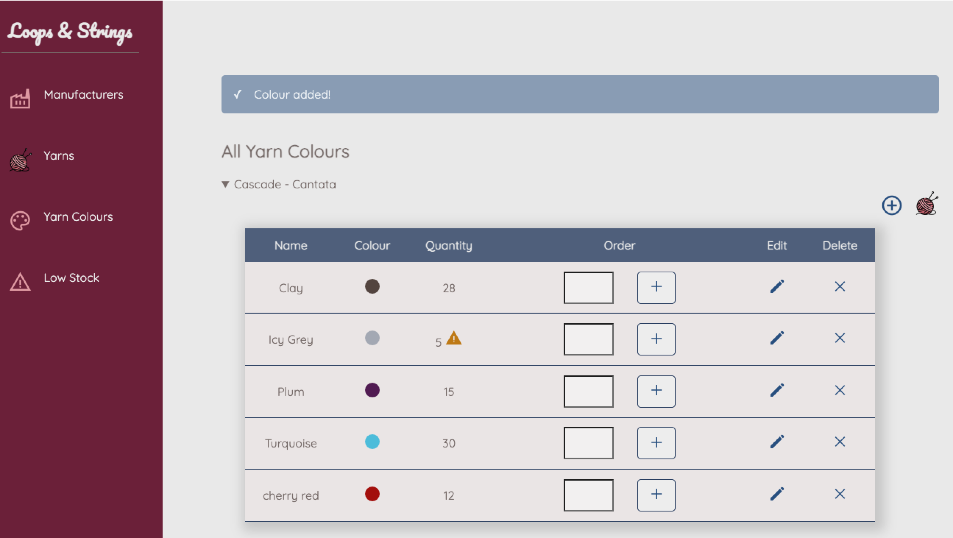 Loops & Strings
Manufacturers
Yarns
Yarn Colours
Low Stock
✓ Colour added!
All Yarn Colours
▼ Cascade - Cantata
Name Colour Quantity Order Edit Delete
Clay 28
Icy Grey 5
Plum 15
Turquoise 30
cherry red 12